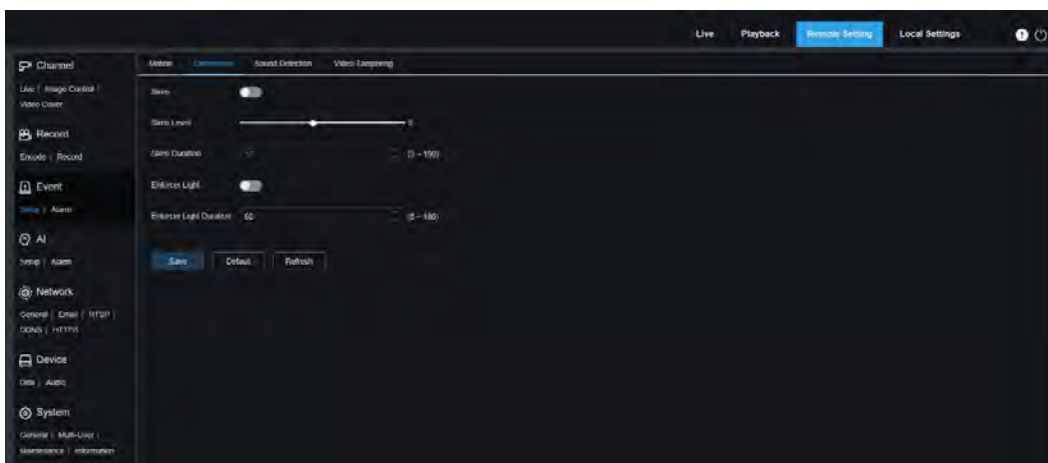 Live Playback Remote Setting Local Settings
Channel
Live | Image Control |
Video Cover
Record
Encode | Record
Event
Setup | Alarm
AI
Setup | Alarm
Network
General | Email | RTSP |
DDNS | HTTPS
Device
Disk | Audio
System
General | Multi-User |
Maintenance | Information
Motion Deterrence Sound Detection Video Tampering
Siren
Siren Level
Siren Duration (5 ~ 180)
Enforcer Light
Enforcer Light Duration 60 (5 ~ 180)
Save Default Refresh